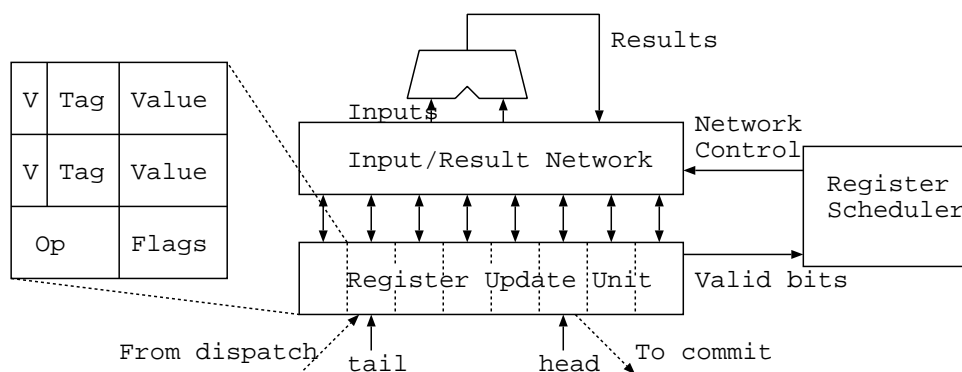 Results
V Tag Value
Inputs
Network
Control
V Tag Value
Input/Result Network
Register
Scheduler
Op Flags
Register Update Unit
Valid bits
From dispatch
tail
head
To commit